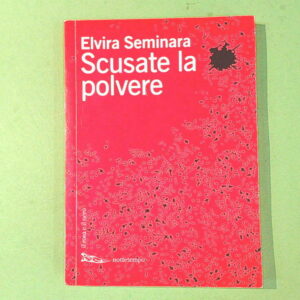 Elvira Seminara
Scusate la
polvere
nottetempo